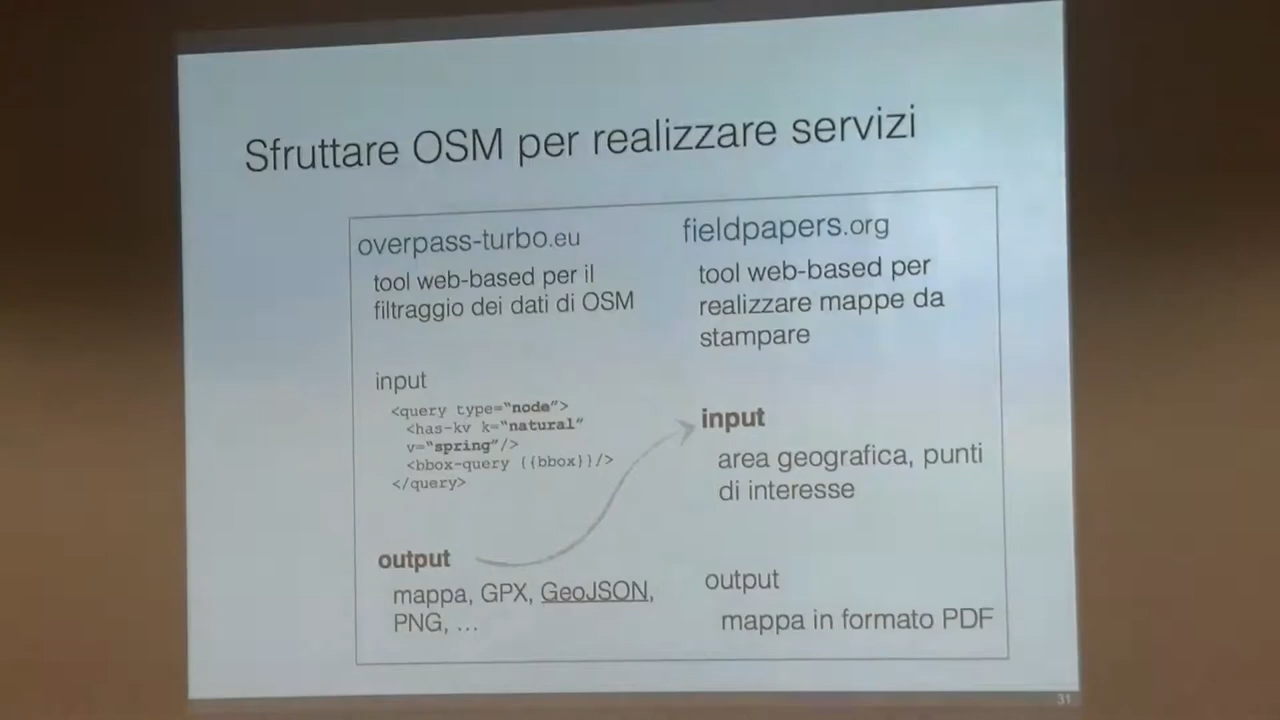 Sfruttare OSM per realizzare servizi
overpass-turbo.eu
tool web-based per il
filtraggio dei dati di OSM
input
<query type="node">
<has-kv k="natural"
v="spring"/>
<bbox-query {{bbox}}/>
</query>
output
mappa, GPX, GeoJSON,
PNG, ...
fieldpapers.org
tool web-based per
realizzare mappe da
stampare
input
area geografica, punti
di interesse
output
mappa in formato PDF
31